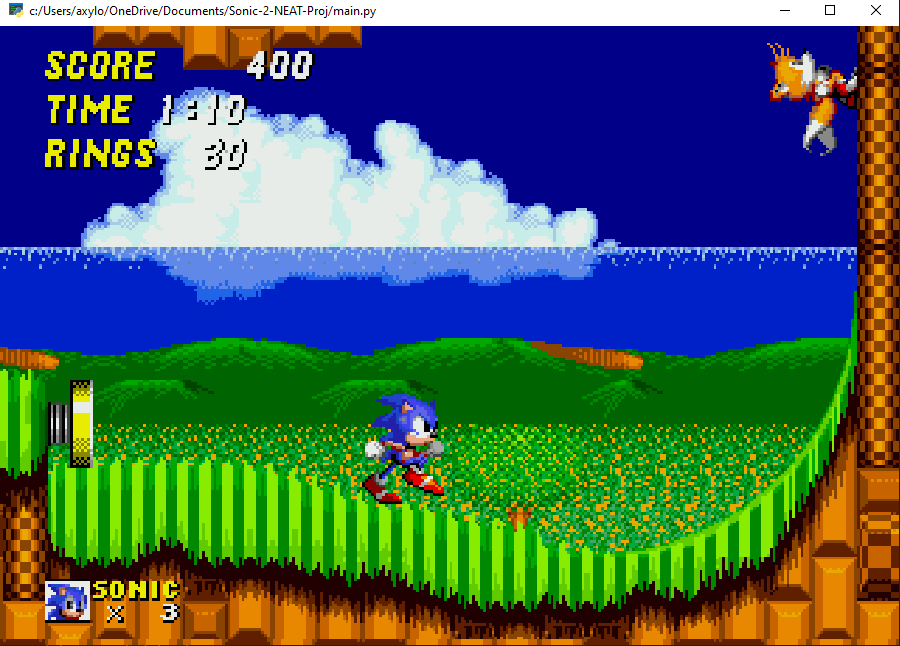 c:/Users/axylo/OneDrive/Documents/Sonic-2-NEAT-Proj/main.py
SCORE 400
TIME 1:10
RINGS 30
SONIC
X 3